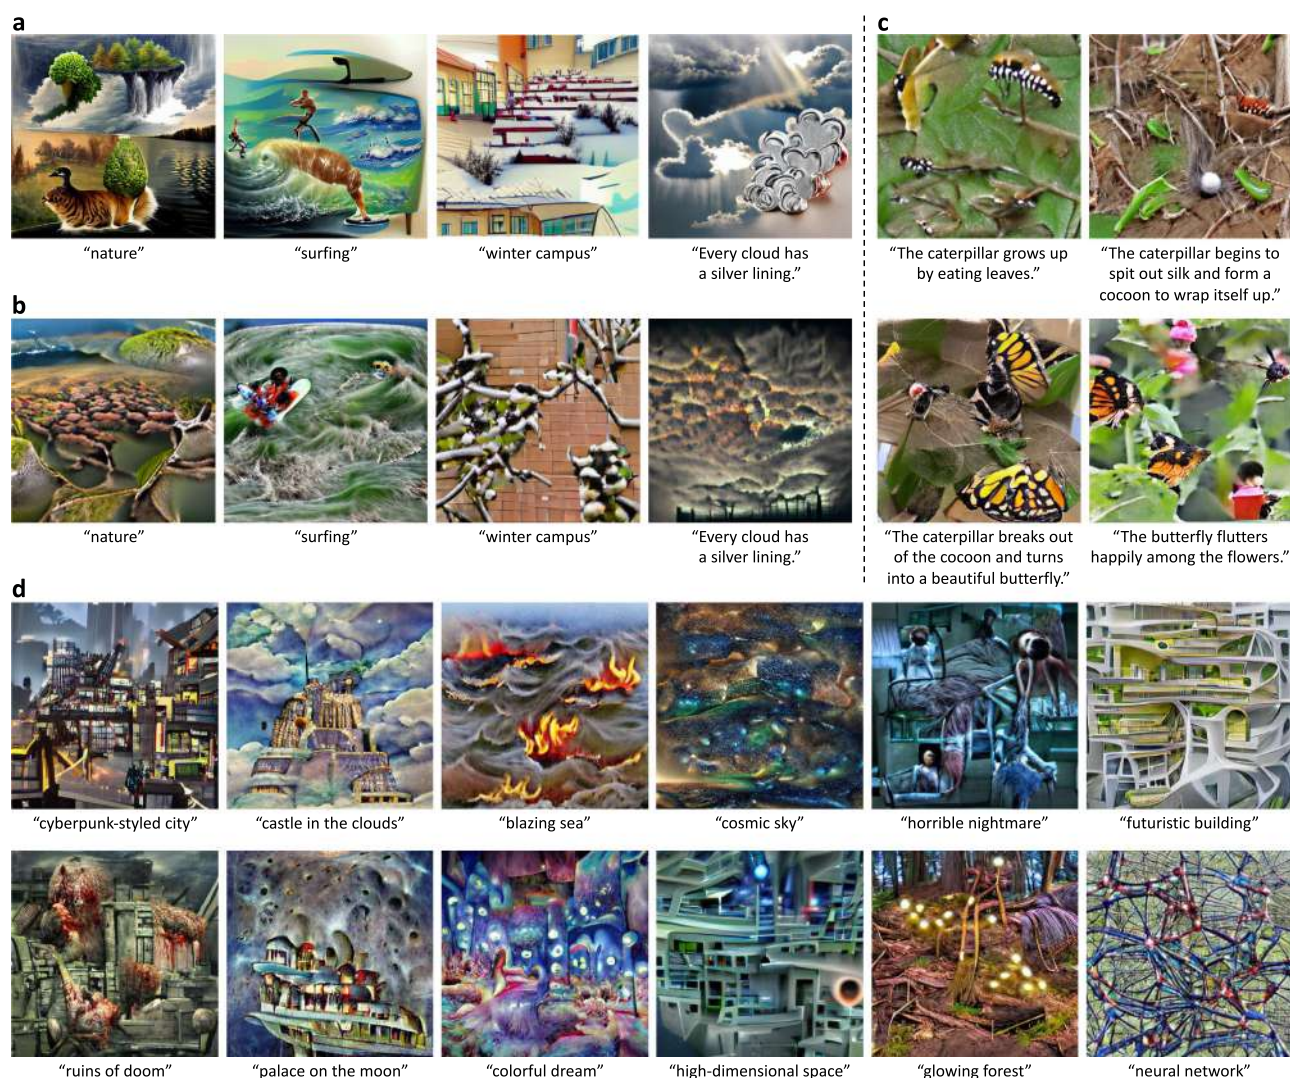 a
"nature"
"surfing"
"winter campus"
"Every cloud has
a silver lining."
b
"nature"
"surfing"
"winter campus"
"Every cloud has
a silver lining."
c
"The caterpillar grows up
by eating leaves."
"The caterpillar begins to
spit out silk and form a
cocoon to wrap itself up."
"The caterpillar breaks out
of the cocoon and turns
into a beautiful butterfly."
"The butterfly flutters
happily among the flowers."
d
"cyberpunk-styled city"
"castle in the clouds"
"blazing sea"
"cosmic sky"
"horrible nightmare"
"futuristic building"
"ruins of doom"
"palace on the moon"
"colorful dream"
"high-dimensional space"
"glowing forest"
"neural network"